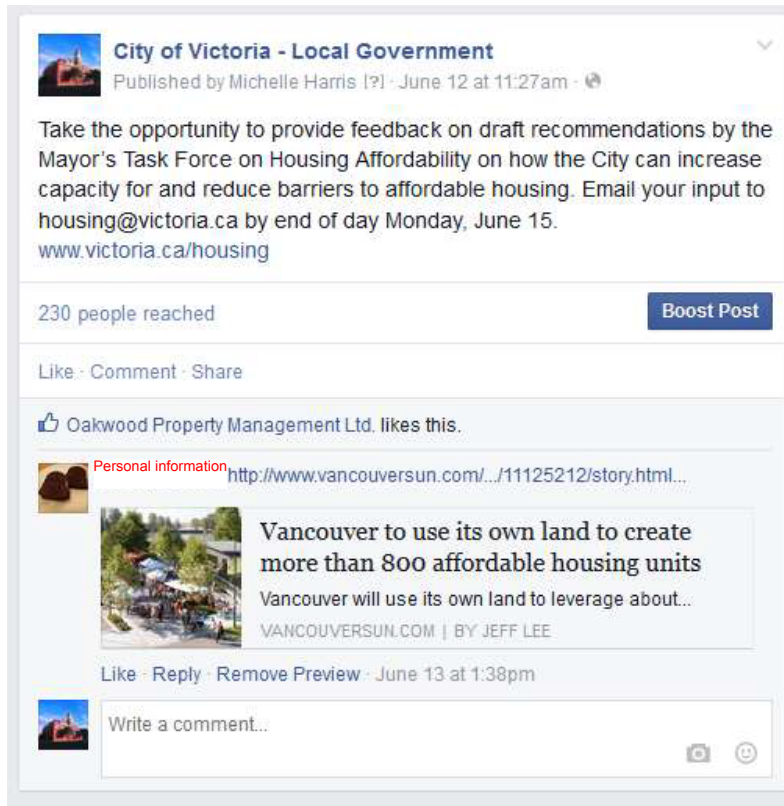 City of Victoria - Local Government
Published by Michelle Harris [?] · June 12 at 11:27am ·
Take the opportunity to provide feedback on draft recommendations by the
Mayor's Task Force on Housing Affordability on how the City can increase
capacity for and reduce barriers to affordable housing. Email your input to
housing@victoria.ca by end of day Monday, June 15.
www.victoria.ca/housing
230 people reached
Boost Post
Like · Comment · Share
Oakwood Property Management Ltd. likes this.
Personal information http://www.vancouversun.com/.../11125212/story.html...
Vancouver to use its own land to create
more than 800 affordable housing units
Vancouver will use its own land to leverage about...
VANCOUVERSUN.COM | BY JEFF LEE
Like · Reply · Remove Preview · June 13 at 1:38pm
Write a comment...